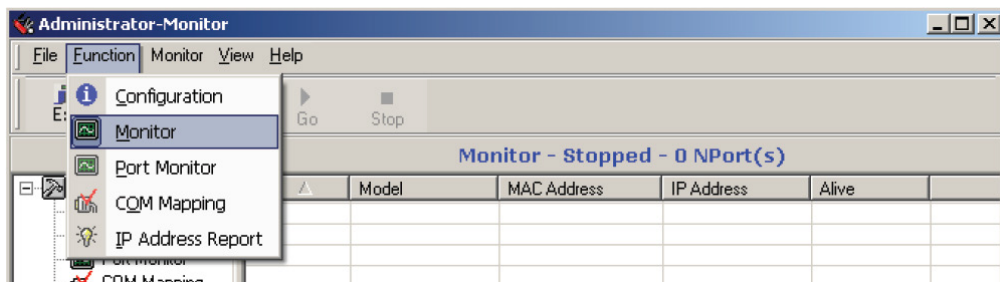 Administrator-Monitor
File Function Monitor View Help
Configuration
Go Stop
Monitor
Monitor - Stopped - 0 NPort(s)
Port Monitor
Model MAC Address IP Address Alive
COM Mapping
IP Address Report
Port Monitor
COM Mapping